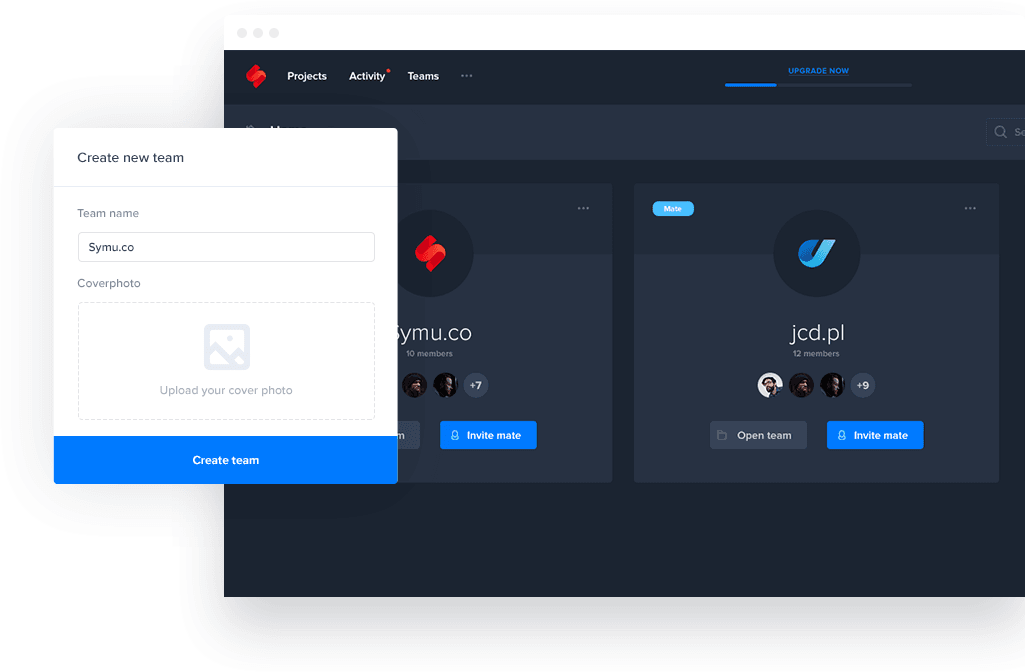 Projects Activity Teams
UPGRADE NOW
Create new team
Team name
Symu.co
Coverphoto
Upload your cover photo
Create team
Symu.co
10 members
+7
Invite mate
Mate
jcd.pl
12 members
+9
Open team
Invite mate